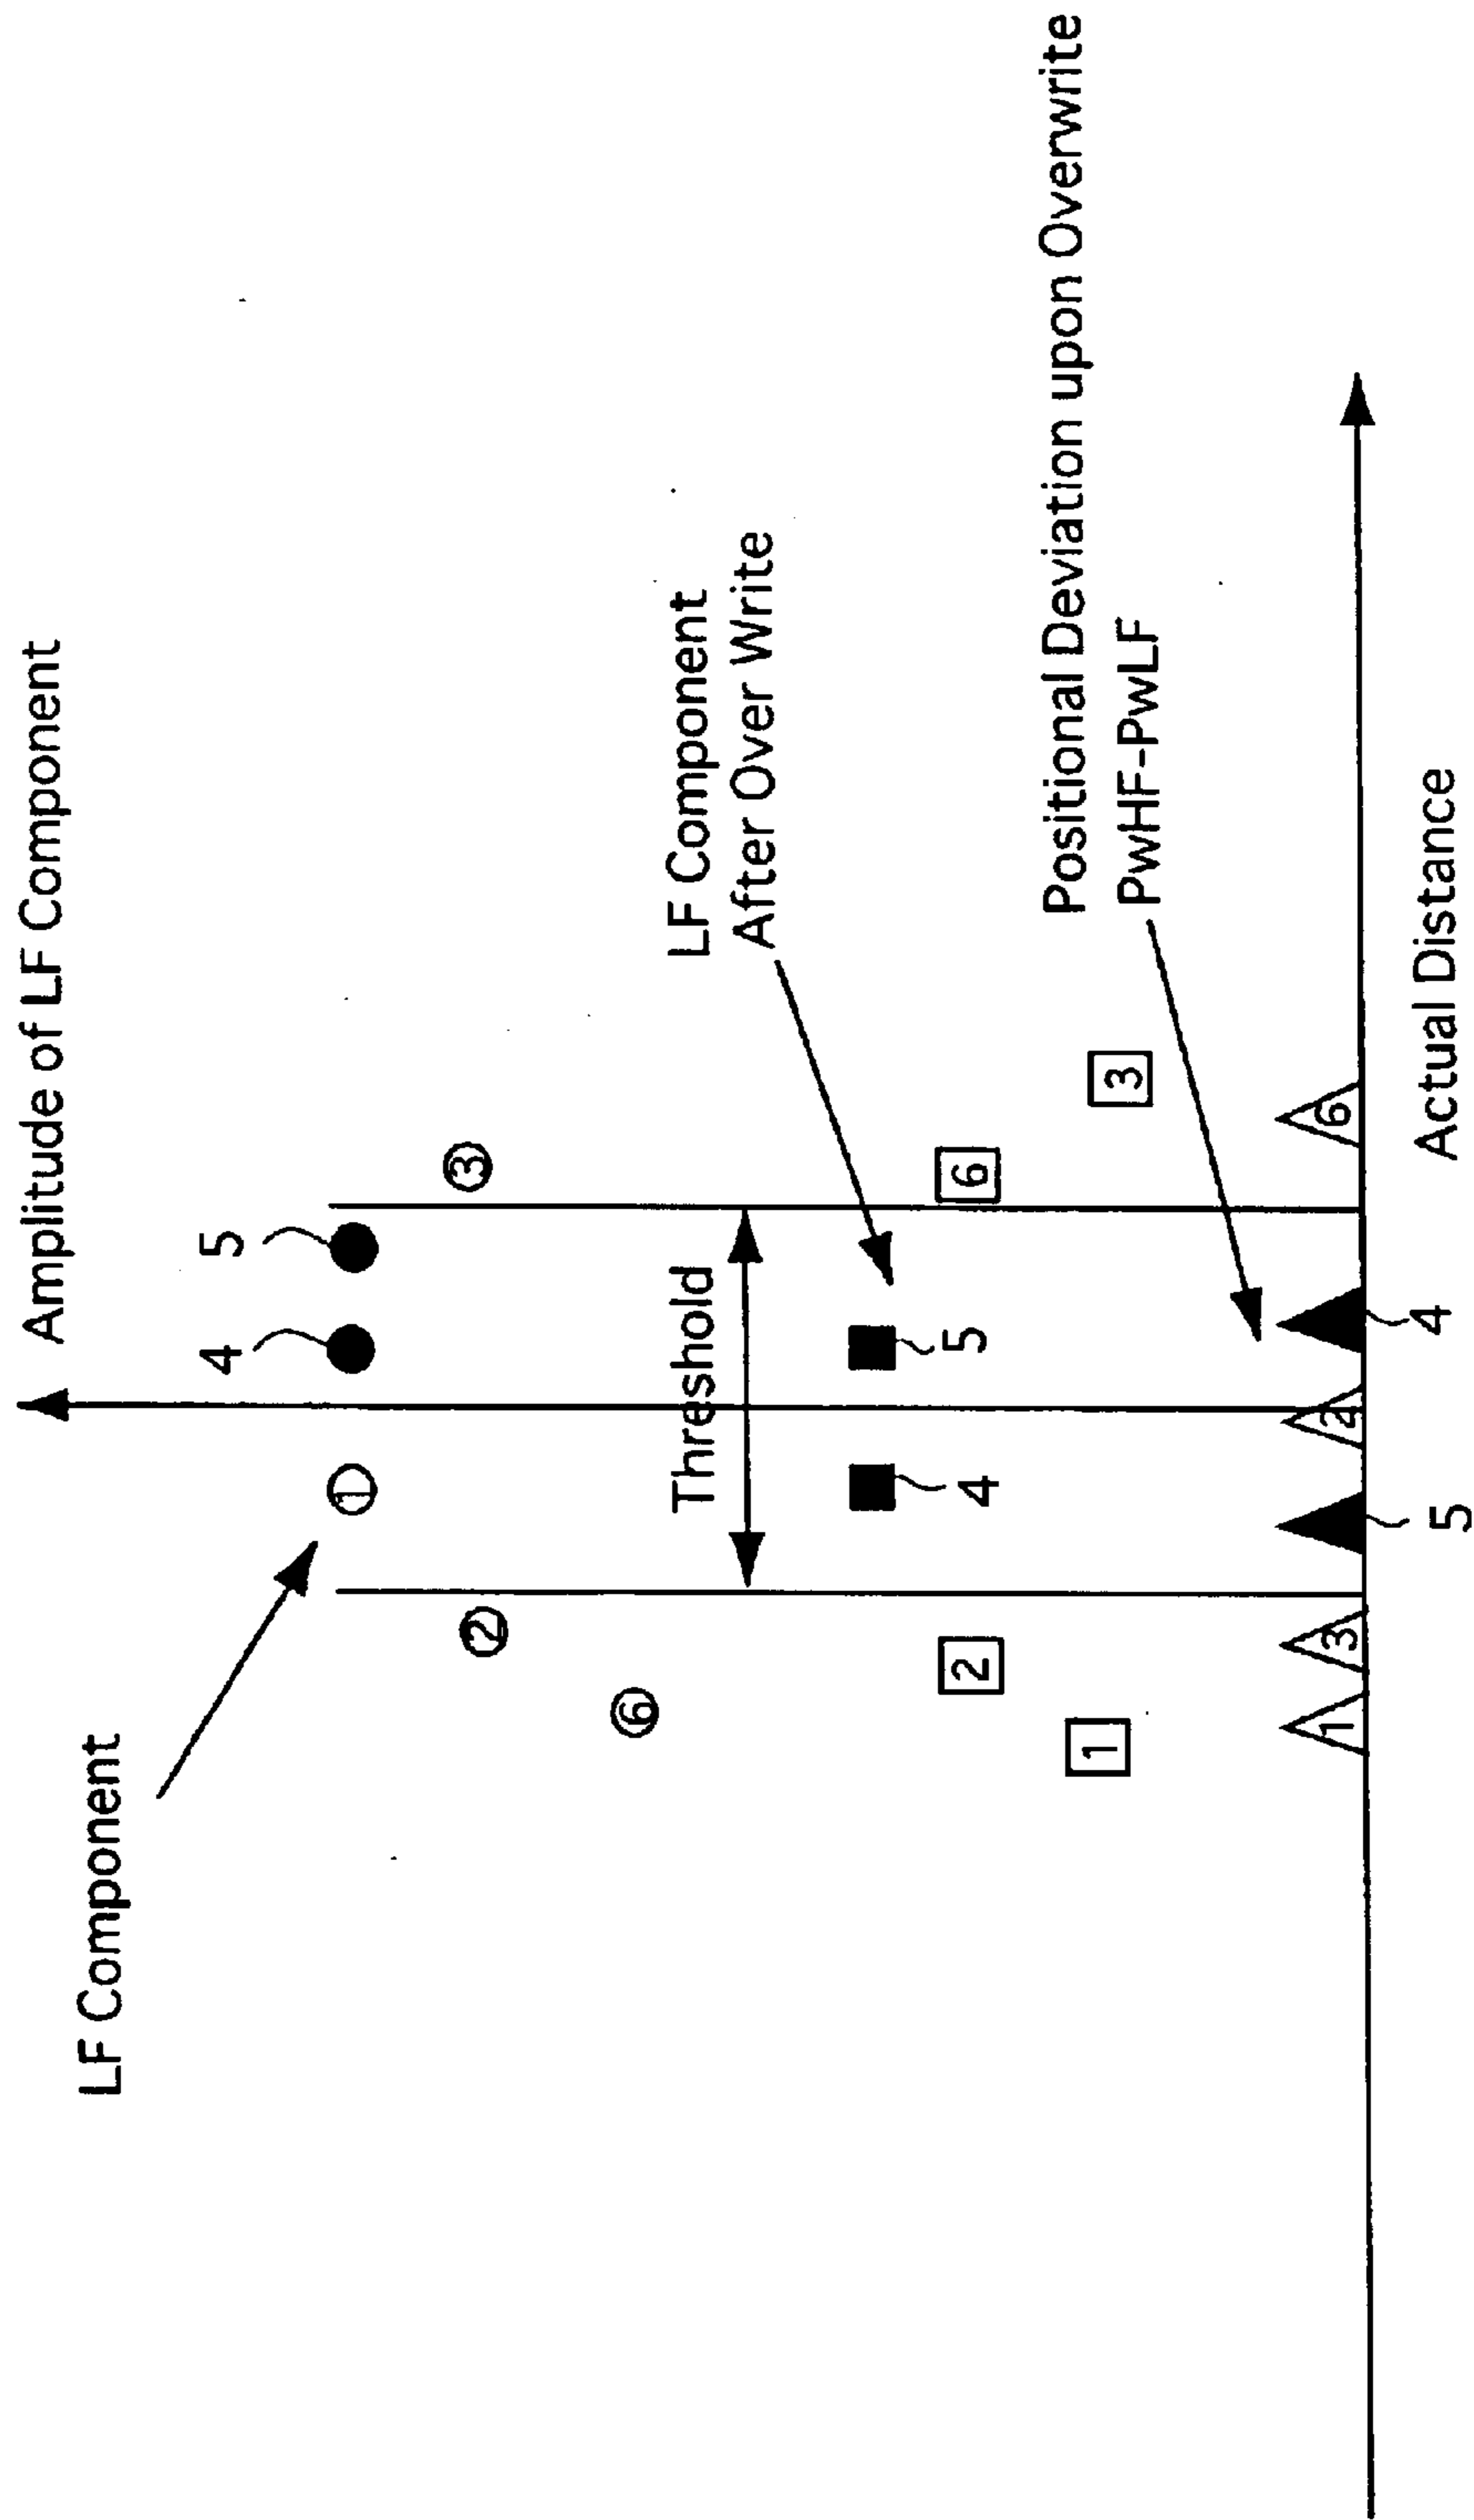 Amplitude of LF Component
LF Component
4
5
①
②
③
⑥
Threshold
LF Component
After Over Write
4
5
2
6
1
3
Positional Deviation upon Overwrite
PwHF-PwLF
1
3
5
2
4
6
Actual Distance